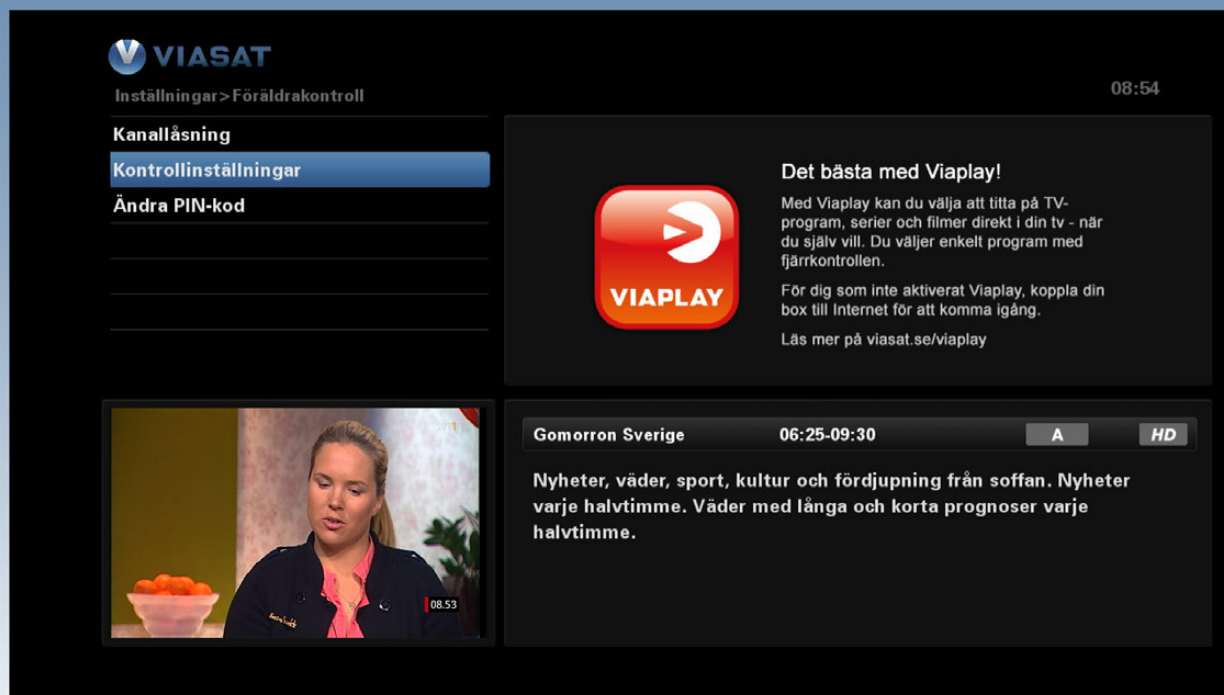 VIASAT
Inställningar>Föräldrakontroll
08:54
Kanallåsning
Kontrollinställningar
Ändra PIN-kod
VIAPLAY
Det bästa med Viaplay!
Med Viaplay kan du välja att titta på TV-
program, serier och filmer direkt i din tv - när
du själv vill. Du väljer enkelt program med
fjärrkontrollen.
För dig som inte aktiverat Viaplay, koppla din
box till Internet för att komma igång.
Läs mer på viasat.se/viaplay
08.53
Gomorron Sverige 06:25-09:30 A HD
Nyheter, väder, sport, kultur och fördjupning från soffan. Nyheter
varje halvtimme. Väder med långa och korta prognoser varje
halvtimme.